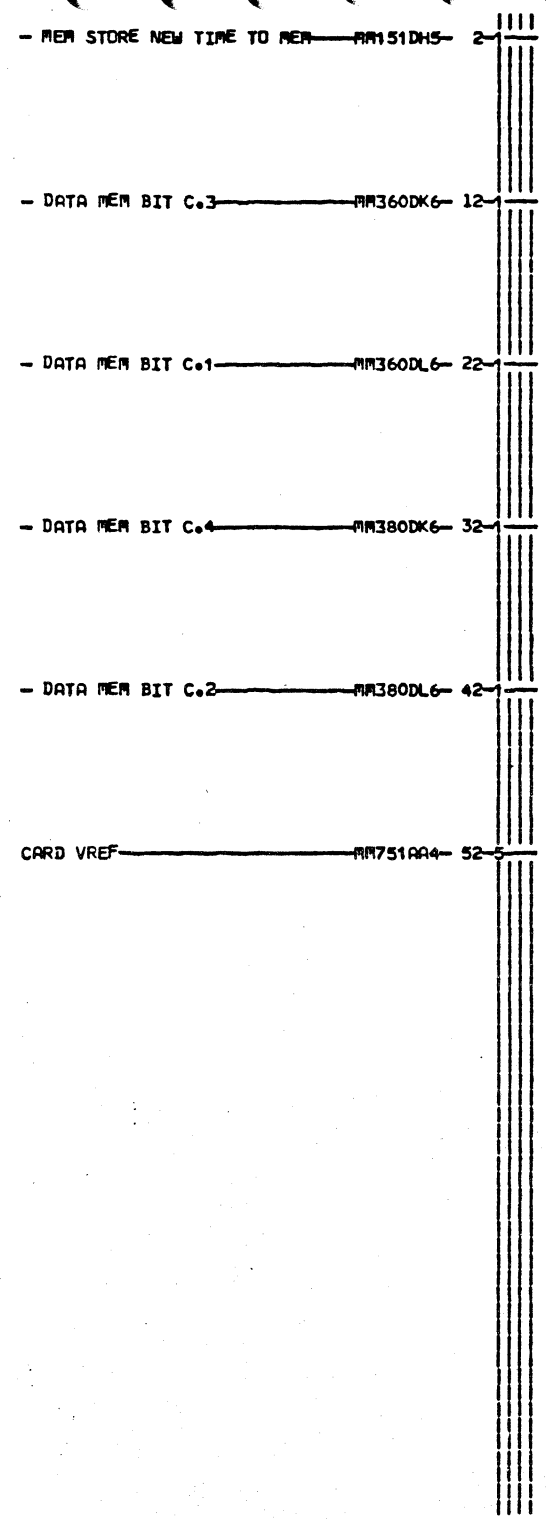 - MEM STORE NEW TIME TO MEM MM151DH5- 2-1
- DATA MEM BIT C.3 MM360DK6- 12-1
- DATA MEM BIT C.1 MM360DL6- 22-1
- DATA MEM BIT C.4 MM380DK6- 32-1
- DATA MEM BIT C.2 MM380DL6- 42-1
CARD VREF MM751AA4- 52-5